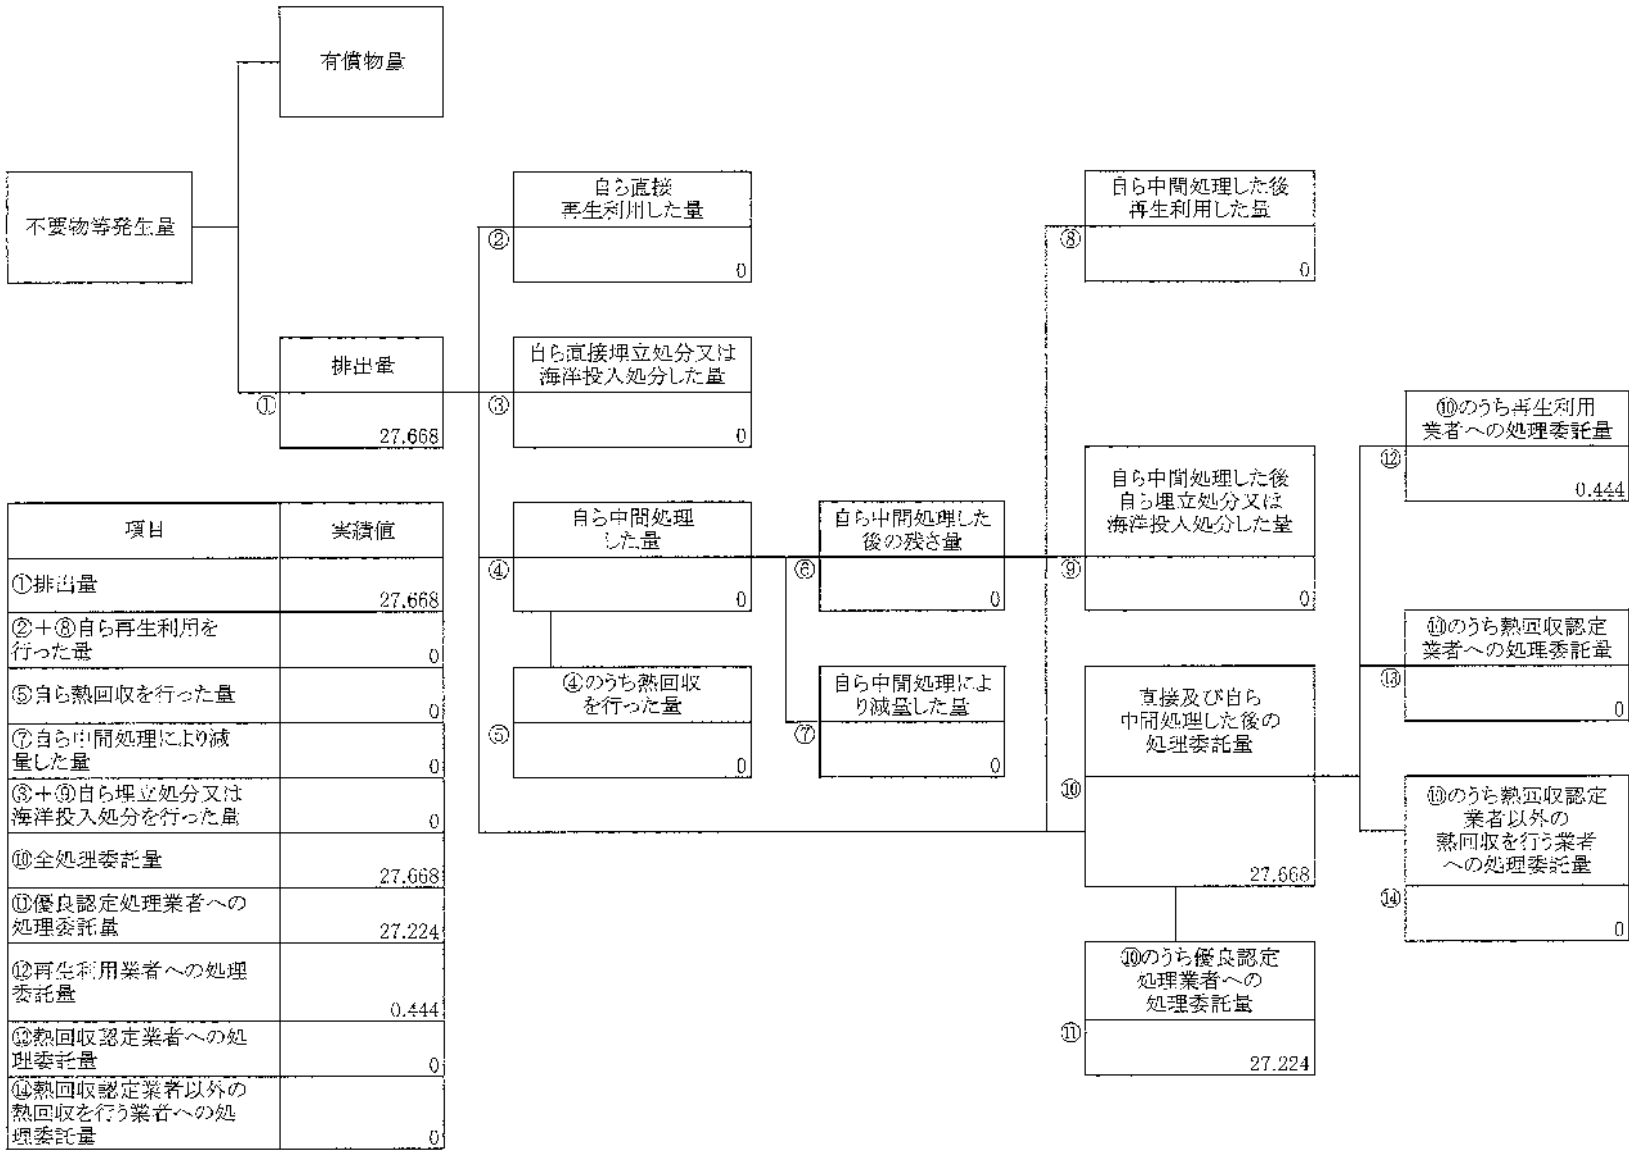 有償物量
不要物等発生量
排出量
①
27.668
自ら直接
再生利用した量
②
0
自ら直接埋立処分又は
海洋投入処分した量
③
0
自ら中間処理
した量
④
0
④のうち熱回収
を行った量
⑤
0
自ら中間処理した
後の残さ量
⑥
0
自ら中間処理によ
り減量した量
⑦
0
自ら中間処理した後
再生利用した量
⑧
0
自ら中間処理した後
自ら埋立処分又は
海洋投入処分した量
⑨
0
直接及び自ら
中間処理した後の
処理委託量
⑩
27.668
⑩のうち優良認定
処理業者への
処理委託量
⑪
27.224
⑩のうち再生利用
業者への処理委託量
⑫
0.444
⑩のうち熱回収認定
業者への処理委託量
⑬
0
⑩のうち熱回収認定
業者以外の
熱回収を行う業者
への処理委託量
⑭
0
項目
実績値
①排出量
27.668
②＋⑧自ら再生利用を
行った量
0
⑤自ら熱回収を行った量
0
⑦自ら中間処理により減
量した量
0
③＋⑨自ら埋立処分又は
海洋投入処分を行った量
0
⑩全処理委託量
27.668
⑪優良認定処理業者への
処理委託量
27.224
⑫再生利用業者への処理
委託量
0.444
⑬熱回収認定業者への処
理委託量
0
⑭熱回収認定業者以外の
熱回収を行う業者への処
理委託量
0